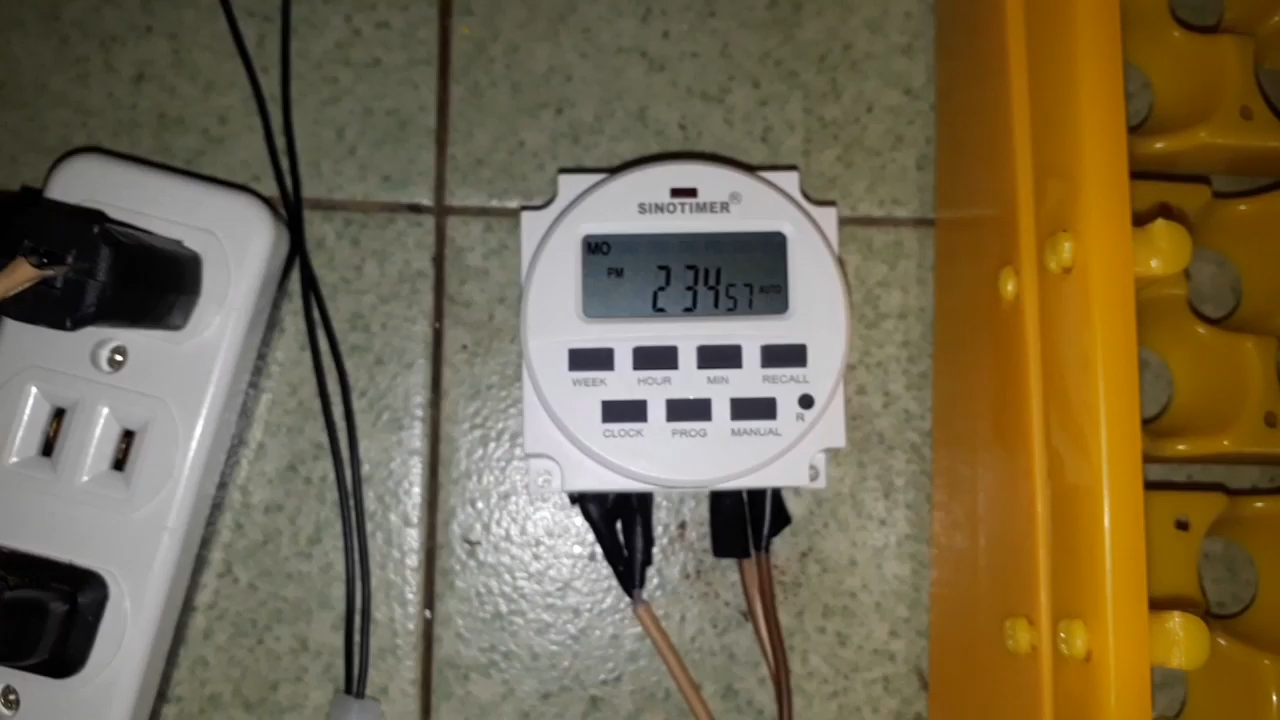 SINOTIMER®
MO
PM 2 34 57 AUTO
WEEK HOUR MIN RECALL
CLOCK PROG MANUAL R